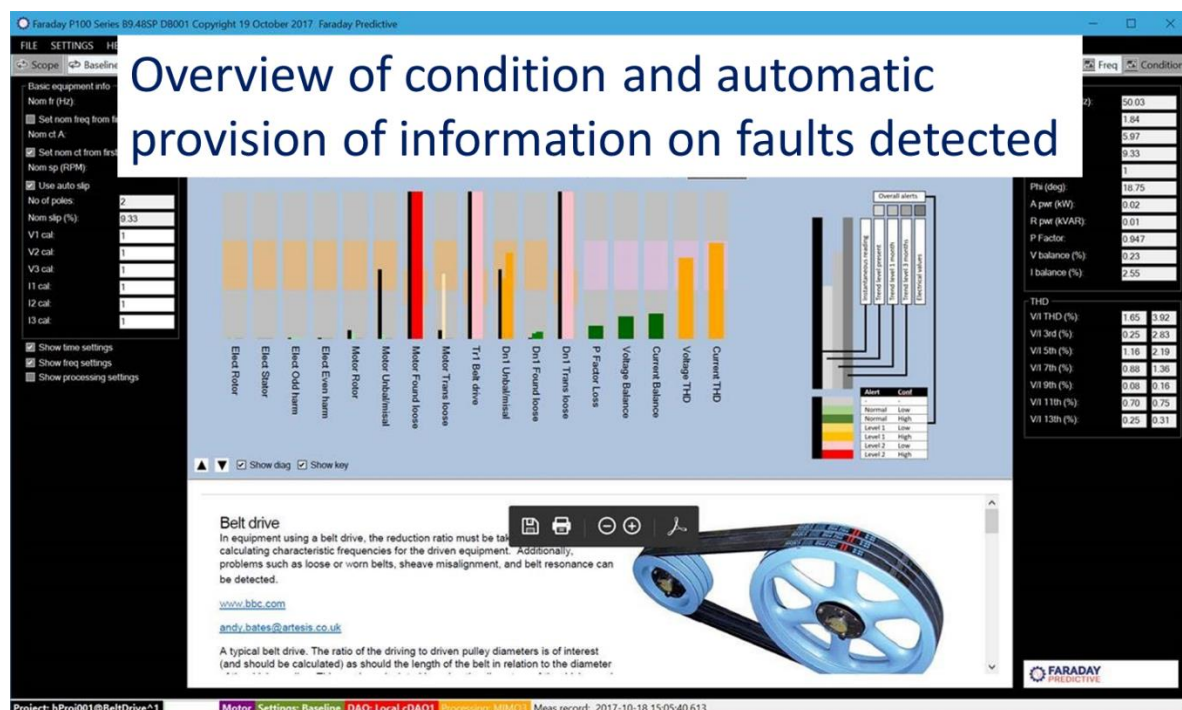 Faraday P100 Series B9.48SP DB001 Copyright 19 October 2017 Faraday Predictive
FILE SETTINGS
Scope Baseline
Freq Condition
Overview of condition and automatic
provision of information on faults detected
Basic equipment info
Nom fr (Hz):
Set nom freq from
Nom ct A:
Set nom ct from first
Nom sp (RPM):
Use auto slip
No of poles: 2
Nom slip (%): 9.33
V1 cal: 1
V2 cal: 1
V3 cal: 1
I1 cal: 1
I2 cal: 1
I3 cal: 1
Show time settings
Show freq settings
Show processing settings
Elect Rotor
Elect Stator
Elect Odd harm
Elect Even harm
Motor Rotor
Motor Unbal/misal
Motor Found loose
Motor Trans loose
Tr1 Belt drive
Dn1 Unbal/misal
Dn1 Found loose
Dn1 Trans loose
P Factor Loss
Voltage Balance
Current Balance
Voltage THD
Current THD
Overall alerts
Instantaneous reading
Trend level present
Trend level 1 month
Trend level 3 months
Electrical values
Alert Conf
- -
Normal Low
Normal High
Level 1 Low
Level 1 High
Level 2 Low
Level 2 High
Show diag Show key
50.03
1.84
5.97
9.33
1
Phi (deg): 18.75
A pwr (kW): 0.02
R pwr (kVAR): 0.01
P Factor: 0.947
V balance (%): 0.23
I balance (%): 2.55
THD
V/I THD (%): 1.65 3.92
V/I 3rd (%): 0.25 2.83
V/I 5th (%): 1.16 2.19
V/I 7th (%): 0.88 1.36
V/I 9th (%): 0.08 0.16
V/I 11th (%): 0.70 0.75
V/I 13th (%): 0.25 0.31
Belt drive
In equipment using a belt drive, the reduction ratio must be
calculating characteristic frequencies for the driven equipment. Additionally,
problems such as loose or worn belts, sheave misalignment, and belt resonance can
be detected.
www.bbc.com
andy.bates@artesis.co.uk
A typical belt drive. The ratio of the driving to driven pulley diameters is of interest
(and should be calculated) as should the length of the belt in relation to the diameter
FARADAY
PREDICTIVE
Project: bProj001@BeltDrive^1 Motor Settings: Baseline DAQ: Local cDAQ1 Processing: MIMO3 Meas record: 2017-10-18 15:05:40.613